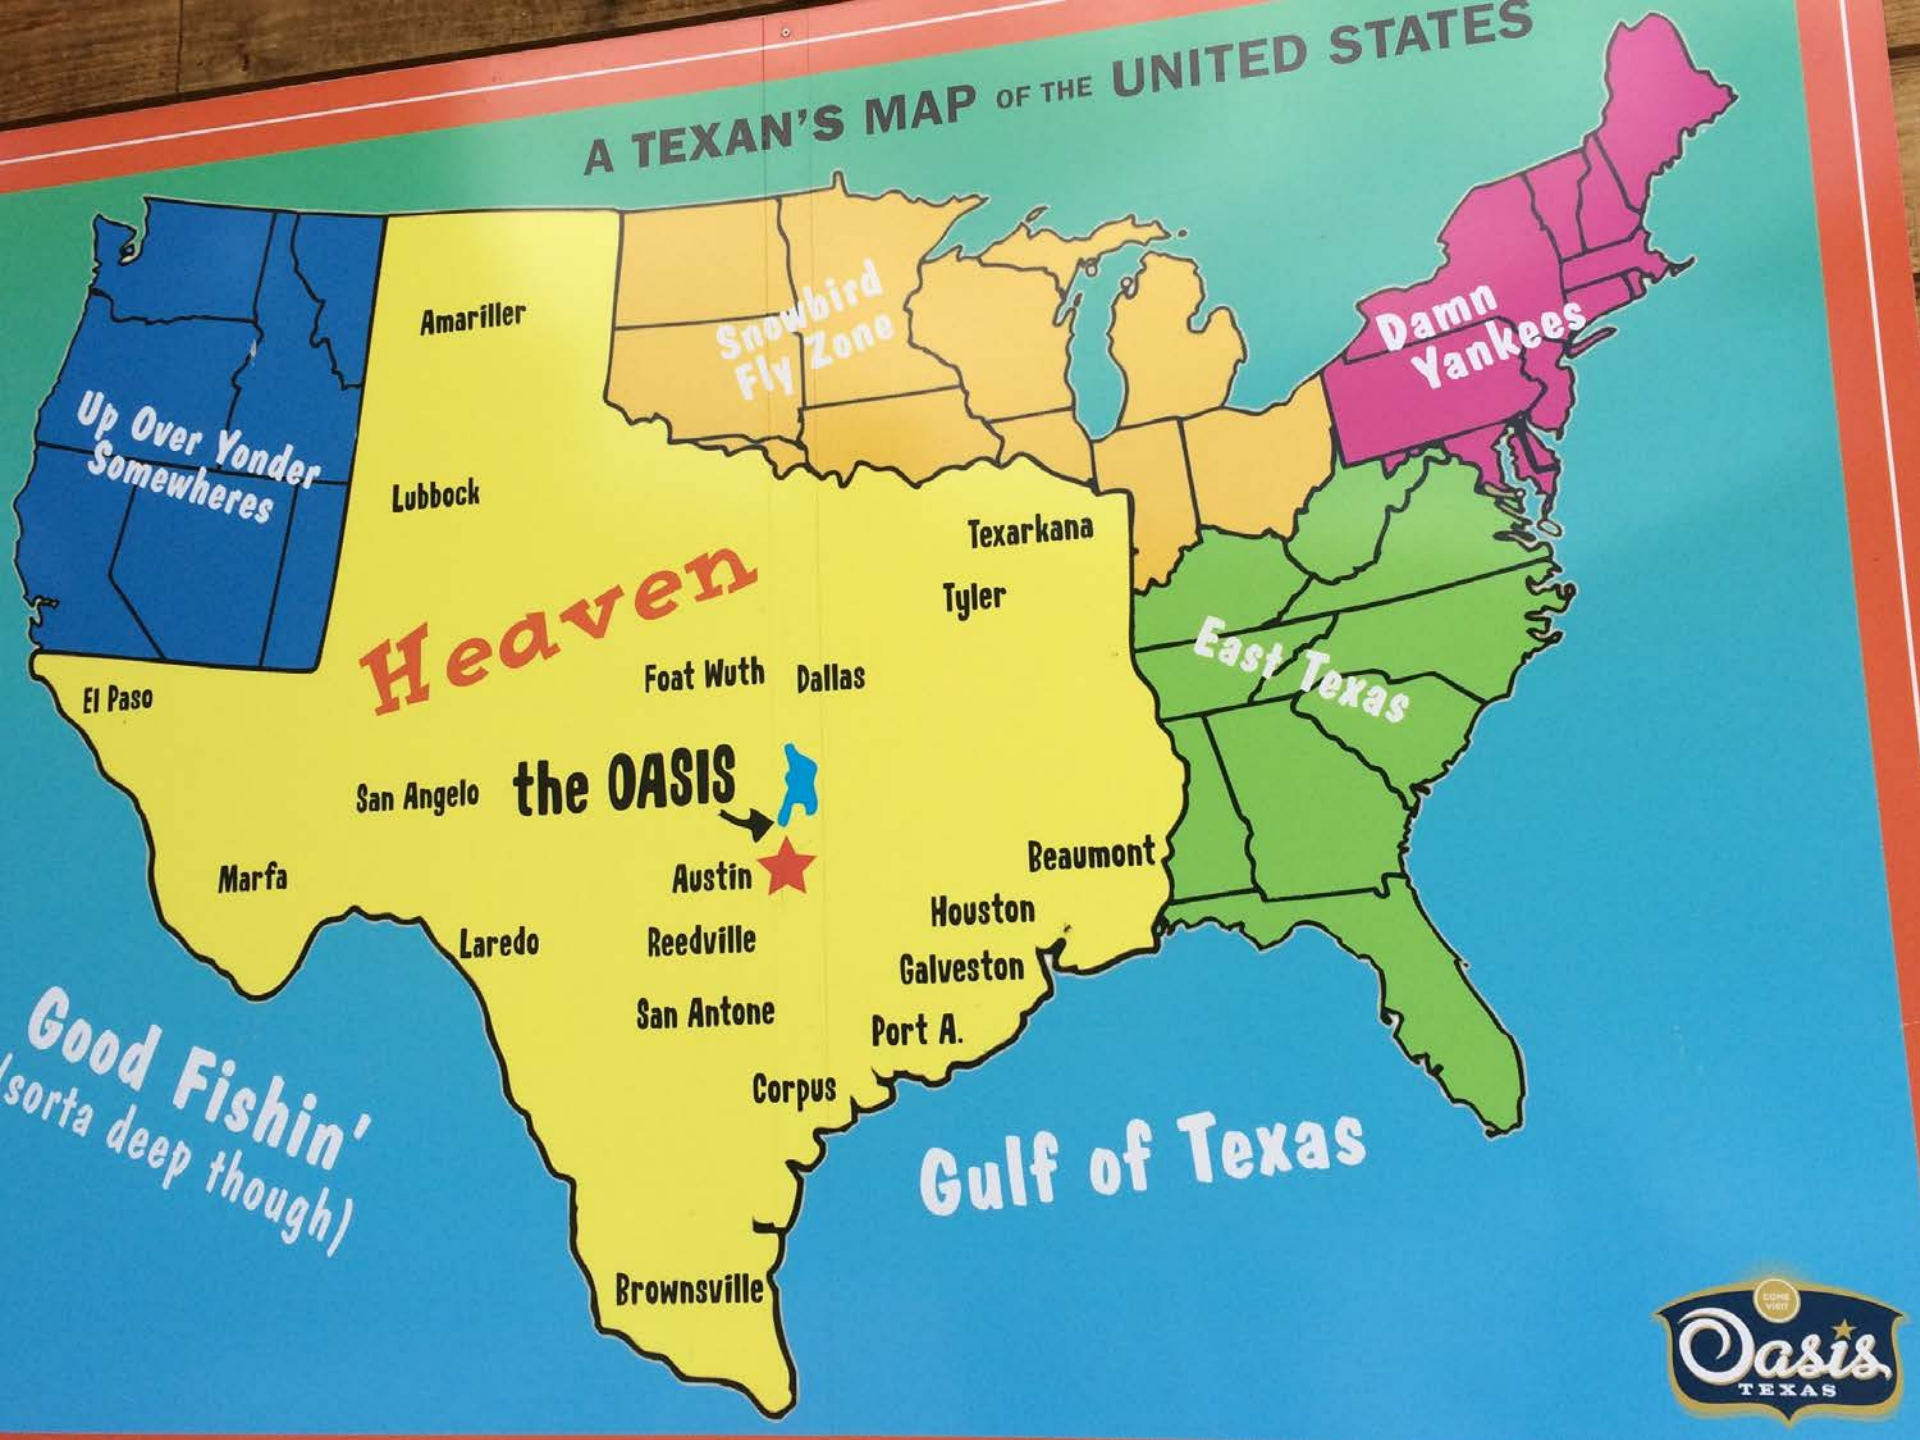 A TEXAN'S MAP OF THE UNITED STATES
Amariller
Snowbird
Fly Zone
Damn
Yankees
Up Over Yonder
Somewheres
Lubbock
Texarkana
Tyler
Heaven
East Texas
El Paso
Foat Wuth
Dallas
San Angelo
the OASIS
Austin
Marfa
Beaumont
Houston
Laredo
Reedville
Galveston
San Antone
Port A.
Corpus
Good Fishin'
(sorta deep though)
Gulf of Texas
Brownsville
COME
VISIT
Oasis
TEXAS